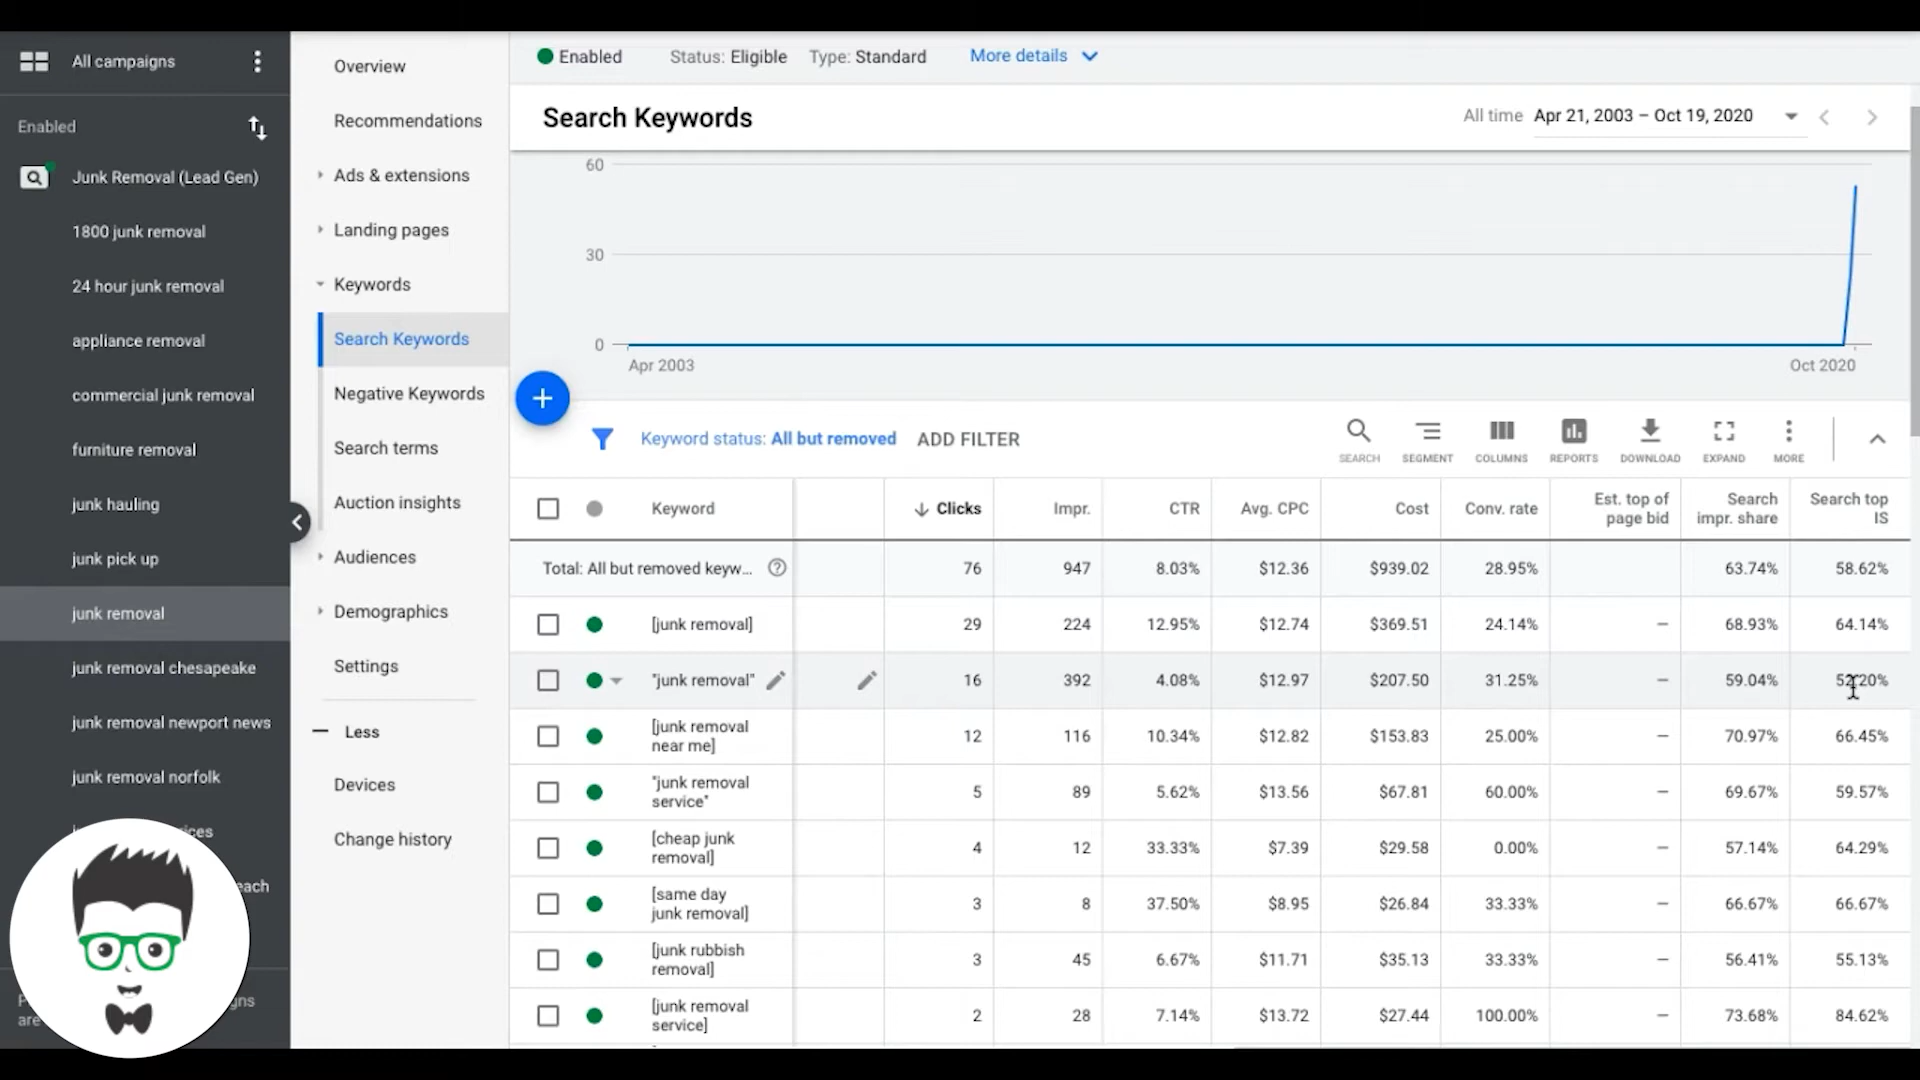 All campaigns
Enabled
Junk Removal (Lead Gen)
1800 junk removal
24 hour junk removal
appliance removal
commercial junk removal
furniture removal
junk hauling
junk pick up
junk removal
junk removal chesapeake
junk removal newport news
junk removal norfolk
Overview
Recommendations
Ads & extensions
Landing pages
Keywords
Search Keywords
Negative Keywords
Search terms
Auction insights
Audiences
Demographics
Settings
Less
Devices
Change history
Enabled Status: Eligible Type: Standard More details
Search Keywords All time Apr 21, 2003 – Oct 19, 2020
60
30
0
Apr 2003 Oct 2020
Keyword status: All but removed ADD FILTER
SEARCH SEGMENT COLUMNS REPORTS DOWNLOAD EXPAND MORE
Keyword Clicks Impr. CTR Avg. CPC Cost Conv. rate Est. top of page bid Search impr. share Search top IS
Total: All but removed keyw... 76 947 8.03% $12.36 $939.02 28.95% 63.74% 58.62%
[junk removal] 29 224 12.95% $12.74 $369.51 24.14% – 68.93% 64.14%
"junk removal" 16 392 4.08% $12.97 $207.50 31.25% – 59.04%
[junk removal near me] 12 116 10.34% $12.82 $153.83 25.00% – 70.97% 66.45%
"junk removal service" 5 89 5.62% $13.56 $67.81 60.00% – 69.67% 59.57%
[cheap junk removal] 4 12 33.33% $7.39 $29.58 0.00% – 57.14% 64.29%
[same day junk removal] 3 8 37.50% $8.95 $26.84 33.33% – 66.67% 66.67%
[junk rubbish removal] 3 45 6.67% $11.71 $35.13 33.33% – 56.41% 55.13%
[junk removal service] 2 28 7.14% $13.72 $27.44 100.00% – 73.68% 84.62%